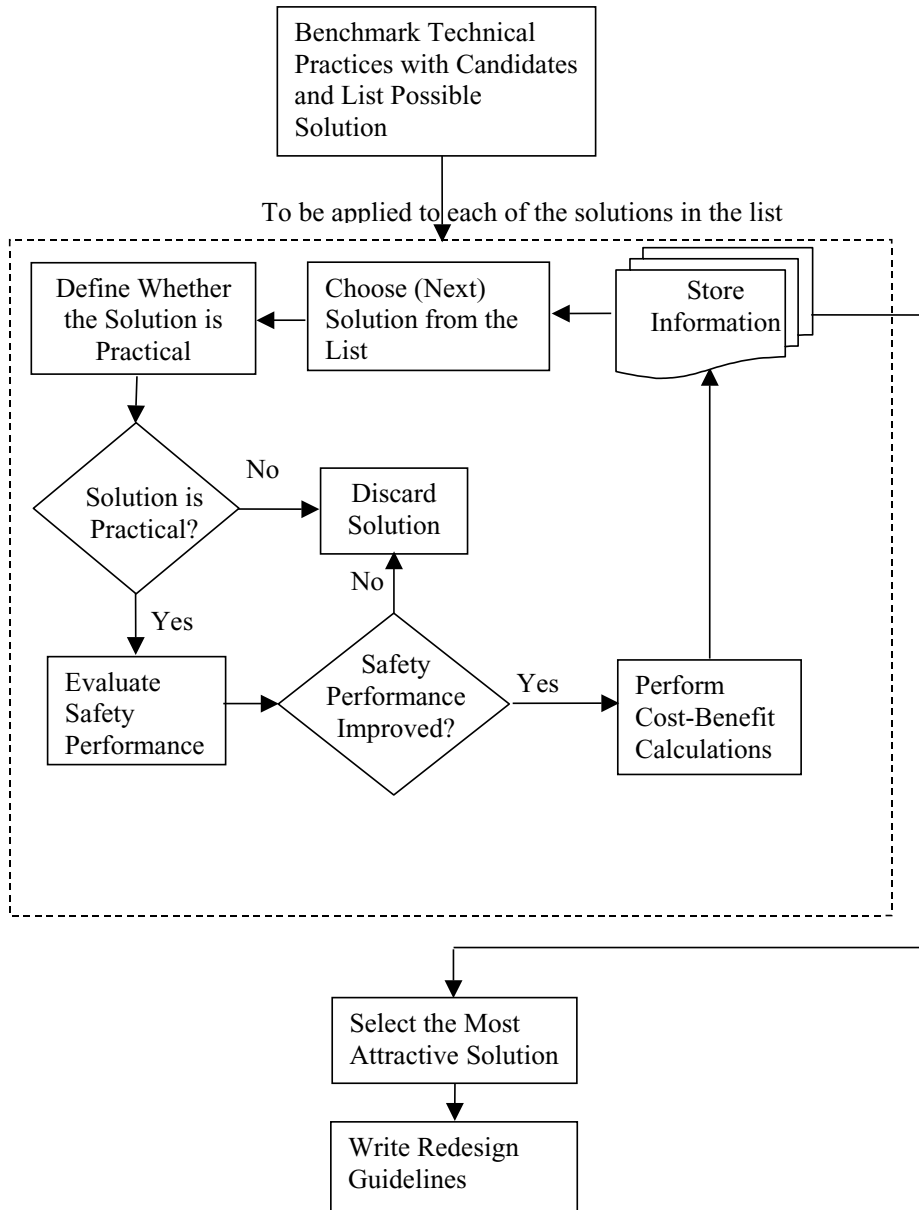 Benchmark Technical
Practices with Candidates
and List Possible
Solution
To be applied to each of the solutions in the list
Define Whether
the Solution is
Practical
Choose (Next)
Solution from the
List
Store
Information
Solution is
Practical?
No
Discard
Solution
Yes
No
Evaluate
Safety
Performance
Safety
Performance
Improved?
Yes
Perform
Cost-Benefit
Calculations
Select the Most
Attractive Solution
Write Redesign
Guidelines